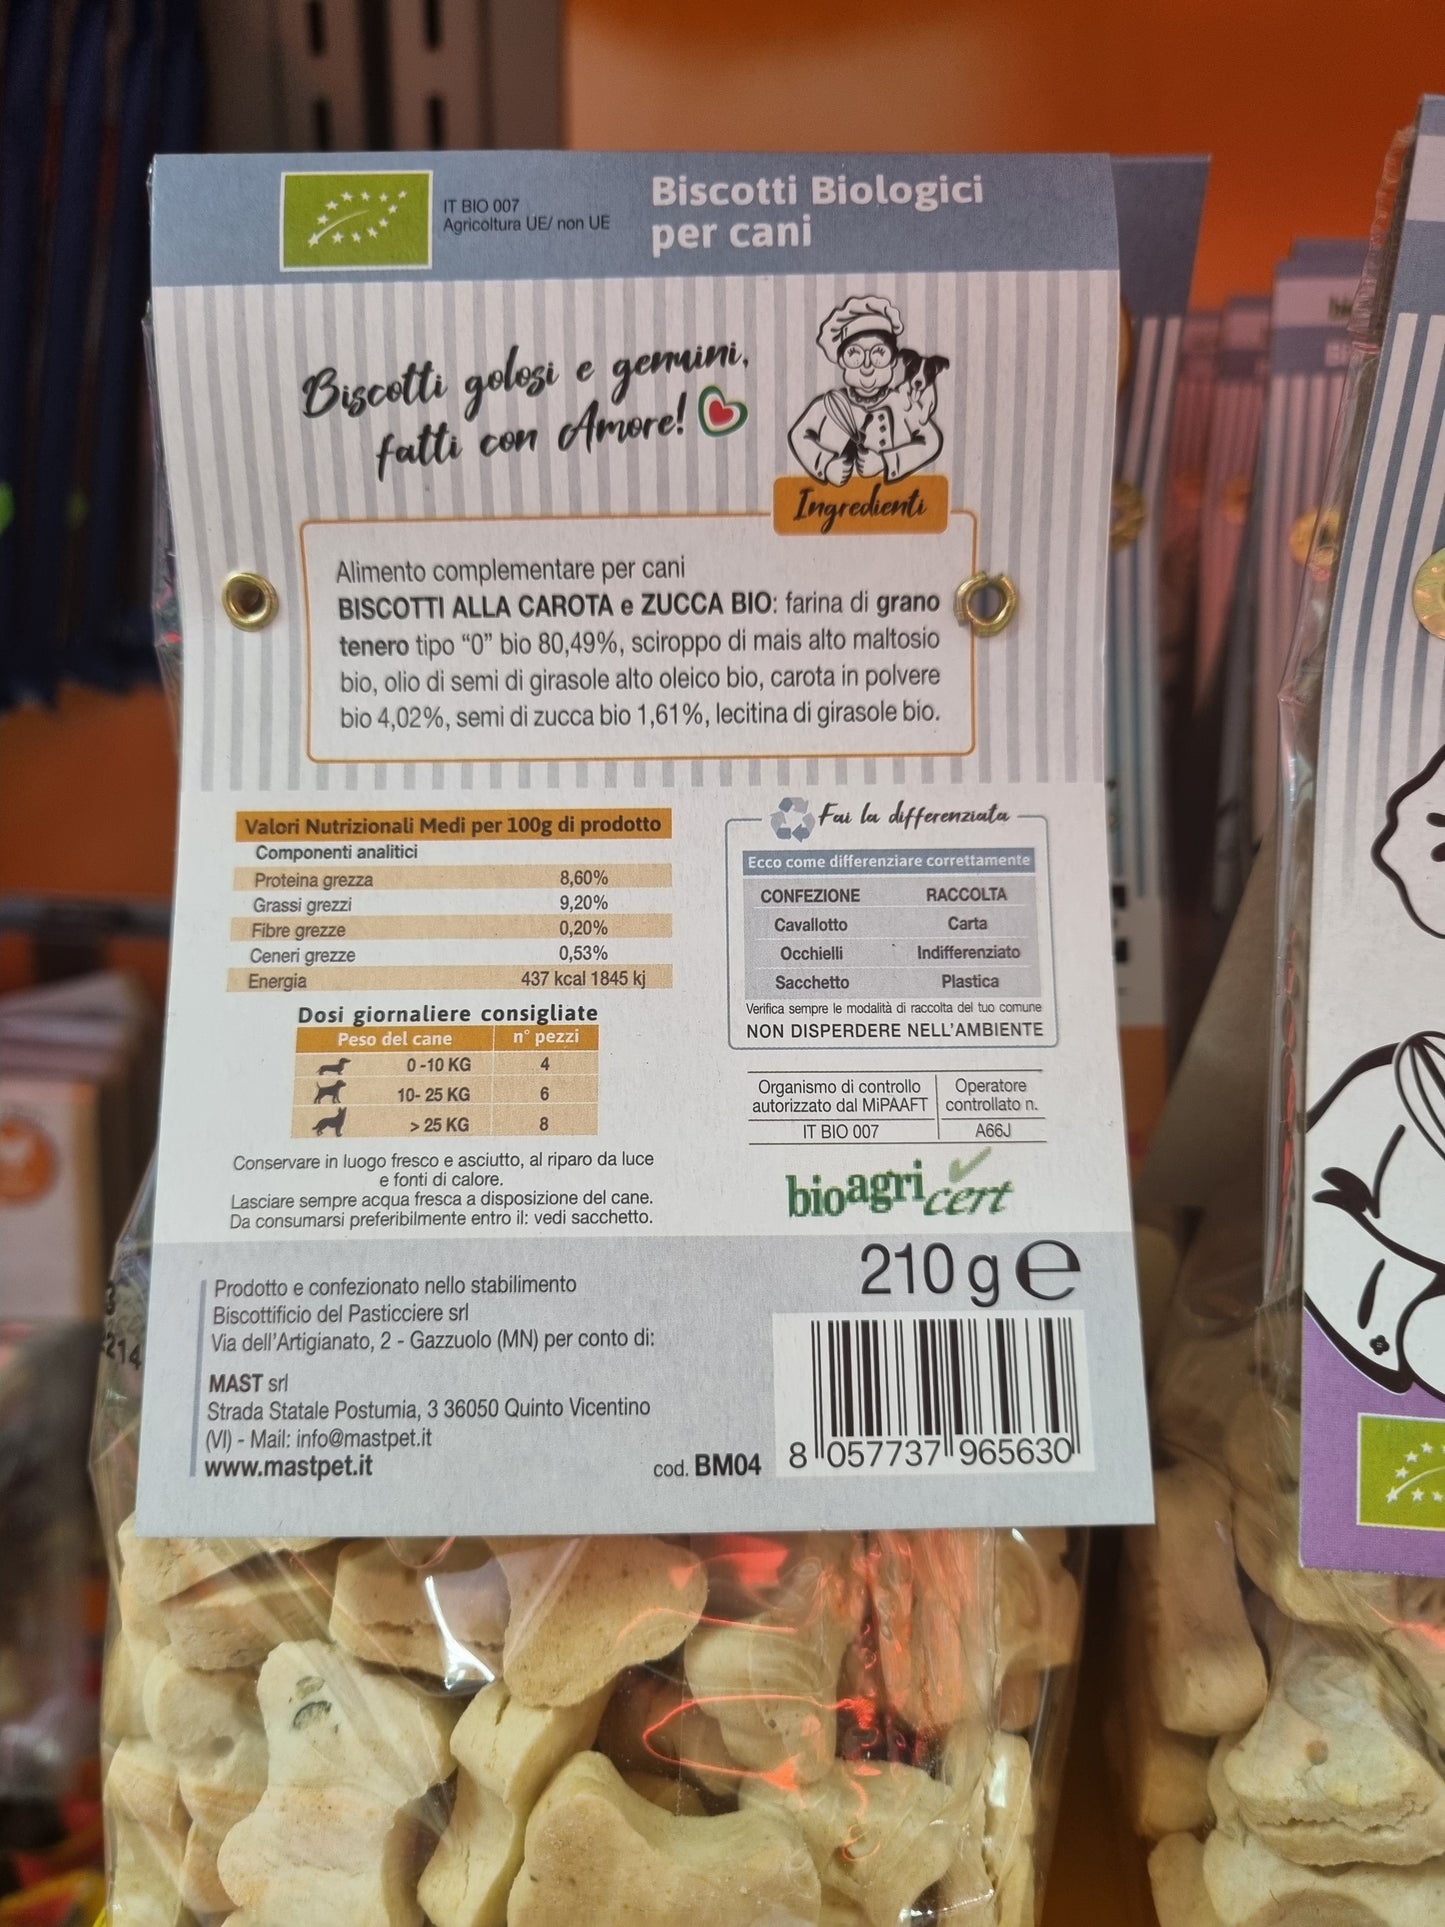 IT BIO 007
Agricoltura UE/ non UE
Biscotti Biologici
per cani
Biscotti golosi e genuini,
fatti con Amore!
Ingredienti
Alimento complementare per cani
BISCOTTI ALLA CAROTA e ZUCCA BIO: farina di grano
tenero tipo “0” bio 80,49%, sciroppo di mais alto maltosio
bio, olio di semi di girasole alto oleico bio, carota in polvere
bio 4,02%, semi di zucca bio 1,61%, lecitina di girasole bio.
Valori Nutrizionali Medi per 100g di prodotto
Componenti analitici
Proteina grezza 8,60%
Grassi grezzi 9,20%
Fibre grezze 0,20%
Ceneri grezze 0,53%
Energia 437 kcal 1845 kj
Dosi giornaliere consigliate
Peso del cane n° pezzi
0-10 KG 4
10- 25 KG 6
> 25 KG 8
Conservare in luogo fresco e asciutto, al riparo da luce
e fonti di calore.
Lasciare sempre acqua fresca a disposizione del cane.
Da consumarsi preferibilmente entro il: vedi sacchetto.
Fai la differenziata
Ecco come differenziare correttamente
CONFEZIONE RACCOLTA
Cavallotto Carta
Occhielli Indifferenziato
Sacchetto Plastica
Verifica sempre le modalità di raccolta del tuo comune
NON DISPERDERE NELL'AMBIENTE
Organismo di controllo Operatore
autorizzato dal MiPAAFT controllato n.
IT BIO 007 A66J
bioagricert
210 g e
Prodotto e confezionato nello stabilimento
Biscottificio del Pasticciere srl
Via dell'Artigianato, 2 - Gazzuolo (MN) per conto di:
MAST srl
Strada Statale Postumia, 3 36050 Quinto Vicentino
(VI) - Mail: info@mastpet.it
www.mastpet.it
cod. BM04
8 057737 965630
214